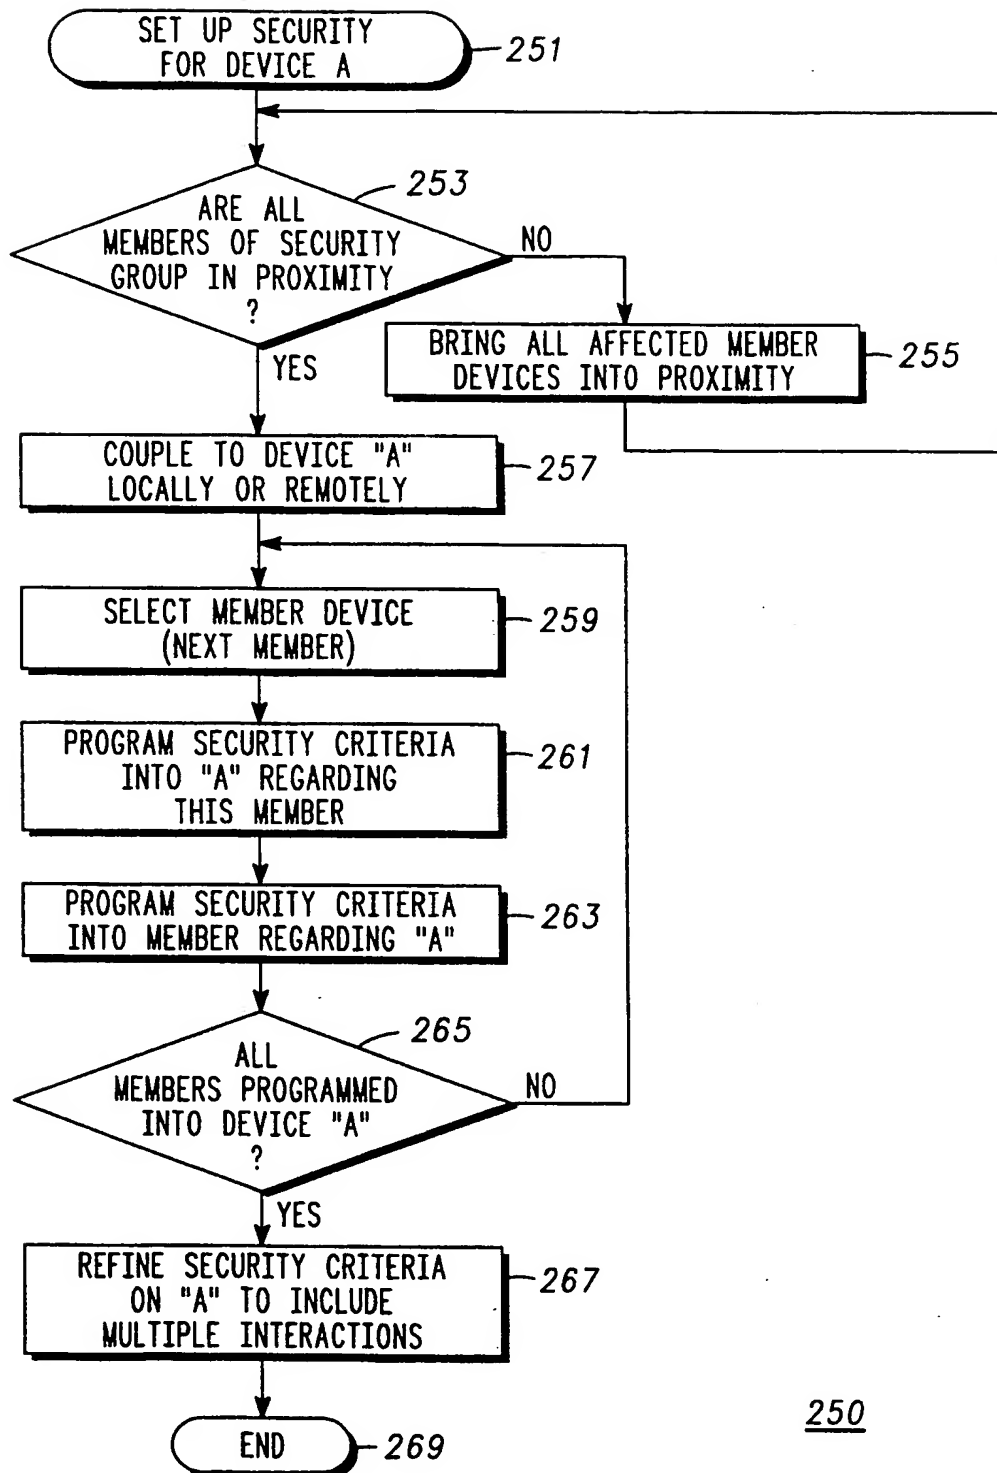 SET UP SECURITY
FOR DEVICE A
251
253
ARE ALL
MEMBERS OF SECURITY
GROUP IN PROXIMITY
?
NO
YES
BRING ALL AFFECTED MEMBER
DEVICES INTO PROXIMITY
255
COUPLE TO DEVICE "A"
LOCALLY OR REMOTELY
257
SELECT MEMBER DEVICE
(NEXT MEMBER)
259
PROGRAM SECURITY CRITERIA
INTO "A" REGARDING
THIS MEMBER
261
PROGRAM SECURITY CRITERIA
INTO MEMBER REGARDING "A"
263
265
ALL
MEMBERS PROGRAMMED
INTO DEVICE "A"
?
NO
YES
REFINE SECURITY CRITERIA
ON "A" TO INCLUDE
MULTIPLE INTERACTIONS
267
END
269
250